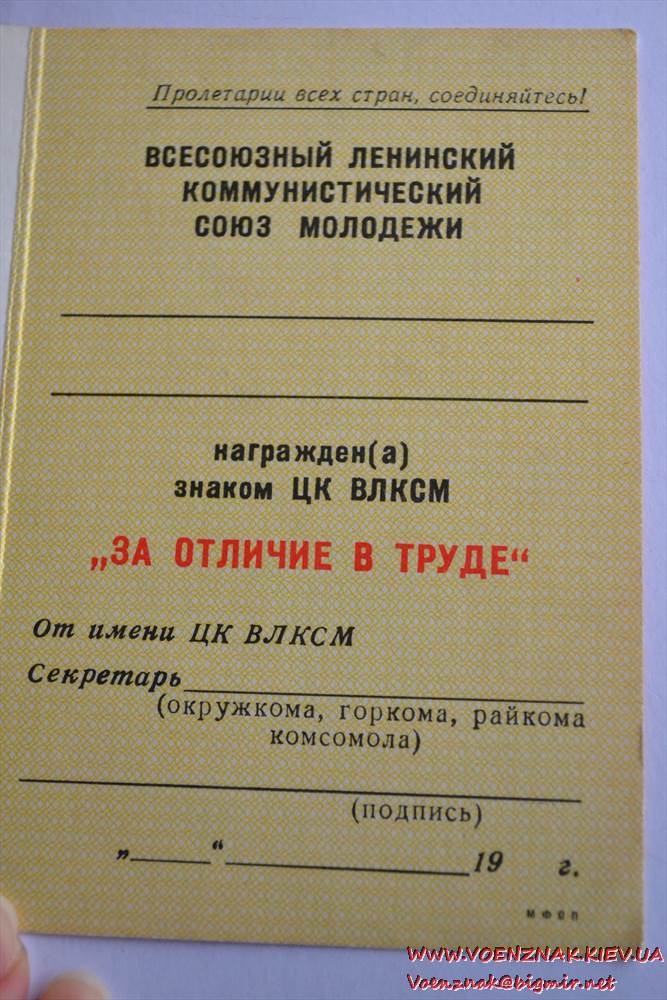 Пролетарии всех стран, соединяйтесь!
ВСЕСОЮЗНЫЙ ЛЕНИНСКИЙ
КОММУНИСТИЧЕСКИЙ
СОЮЗ МОЛОДЕЖИ
награжден(а)
знаком ЦК ВЛКСМ
„ЗА ОТЛИЧИЕ В ТРУДЕ“
От имени ЦК ВЛКСМ
Секретарь
(окружкома, горкома, райкома
комсомола)
(подпись)
„ “ 19 г.
WWW.VOENZNAK.KIEV.UA
Voenznak@bigmir.net